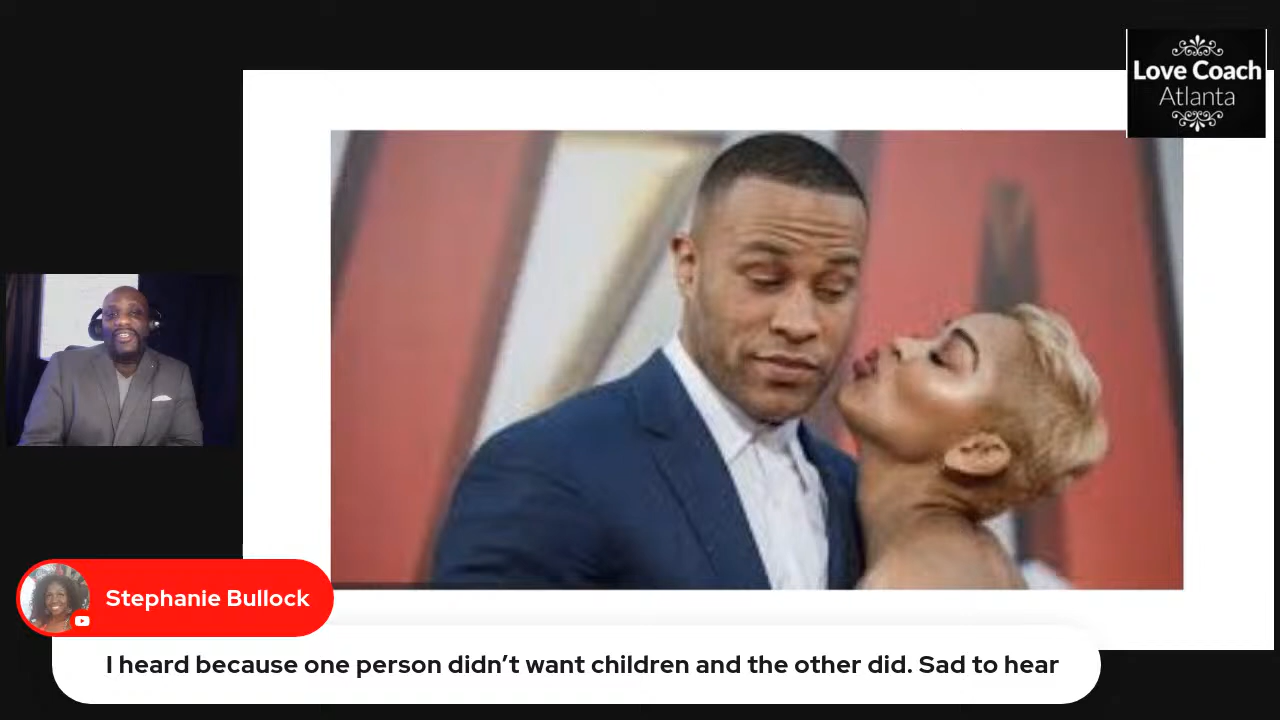 Love Coach
Atlanta
Stephanie Bullock
I heard because one person didn’t want children and the other did. Sad to hear